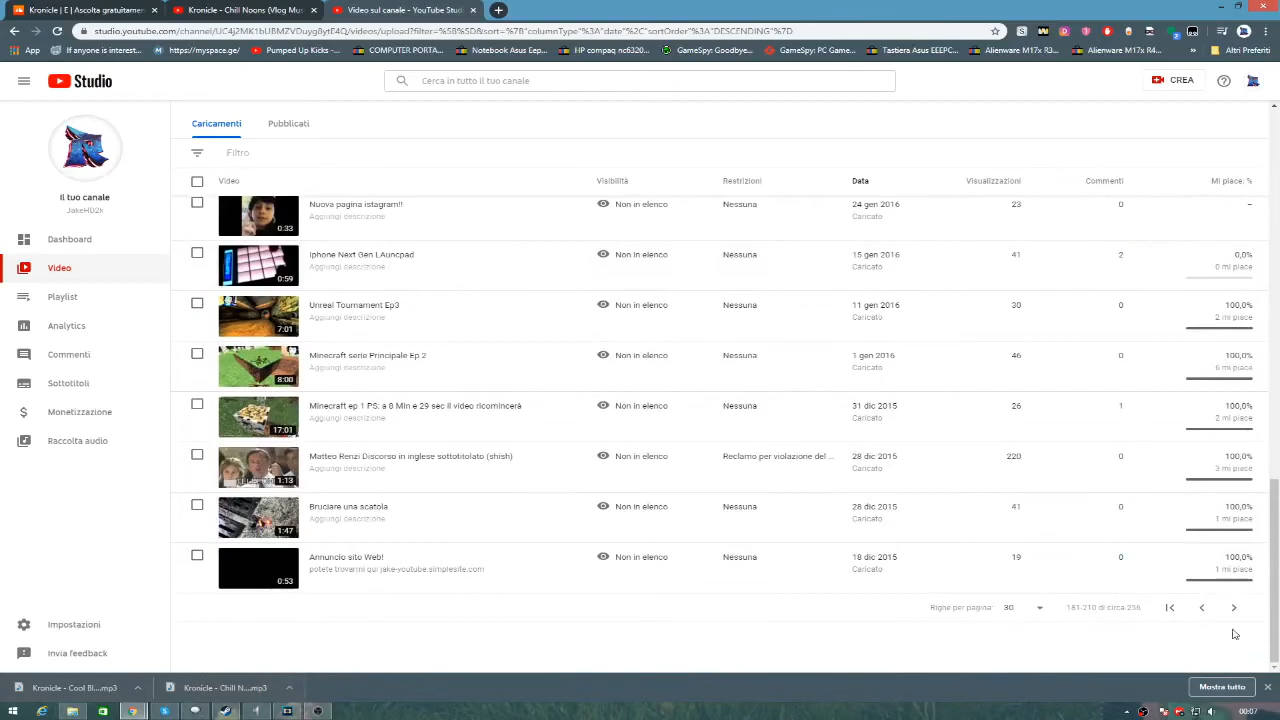 Kronicle | E | Ascolta gratuitamen
Kronicle - Chill Noons (Vlog Mus
Video sul canale - YouTube Studi
studio.youtube.com/channel/UC4j2MK1bUBMZVDuyg8ytE4Q/videos/upload?filter=%5B%5D&sort=%7B"columnType"%3A"date"%2C"sortOrder"%3A"DESCENDING"%7D
App
If anyone is interest...
https://myspace.ge/
Pumped Up Kicks -...
COMPUTER PORTA...
Notebook Asus Eep...
HP compaq nc6320...
GameSpy: GoodBye...
GameSpy: GamePla...
Tastiera Asus EEEPC...
Alienware M17x R3...
Alienware M17x R4...
Altri Preferiti
Studio
Cerca in tutto il tuo canale
CREA
Il tuo canale
JakeHD2k
Dashboard
Video
Playlist
Analytics
Commenti
Sottotitoli
Monetizzazione
Raccolta audio
Impostazioni
Invia feedback
Caricamenti Pubblicati
Filtro
Video Visibilità Restrizioni Data Visualizzazioni Commenti Mi piace: %
Nuova pagina istagram!! Non in elenco Nessuna 24 gen 2016 23 0 –
0:33 Aggiungi descrizione Caricato
Iphone Next Gen LAuncpad Non in elenco Nessuna 15 gen 2016 41 2 0,0%
0:59 Aggiungi descrizione Caricato 0 mi piace
Unreal Tournament Ep3 Non in elenco Nessuna 11 gen 2016 30 0 100,0%
7:01 Aggiungi descrizione Caricato 2 mi piace
Minecraft serie Principale Ep 2 Non in elenco Nessuna 1 gen 2016 46 0 100,0%
8:00 Aggiungi descrizione Caricato 6 mi piace
Minecraft ep 1 PS: a 8 Min e 29 sec il video ricomincerà Non in elenco Nessuna 31 dic 2015 26 1 100,0%
17:01 Aggiungi descrizione Caricato 2 mi piace
Matteo Renzi Discorso in inglese sottotitolato (shish) Non in elenco Reclamo per violazione del ... 28 dic 2015 220 0 100,0%
1:13 Aggiungi descrizione Caricato 3 mi piace
Bruciare una scatola Non in elenco Nessuna 28 dic 2015 41 0 100,0%
1:47 Aggiungi descrizione Caricato 1 mi piace
Annuncio sito Web! Non in elenco Nessuna 18 dic 2015 19 0 100,0%
0:53 potete trovarmi qui jake-youtube.simplesite.com Caricato 1 mi piace
Righe per pagina: 30 181-210 di circa 256
Kronicle - Cool Bl....mp3
Kronicle - Chill N....mp3
Mostra tutto
00:07